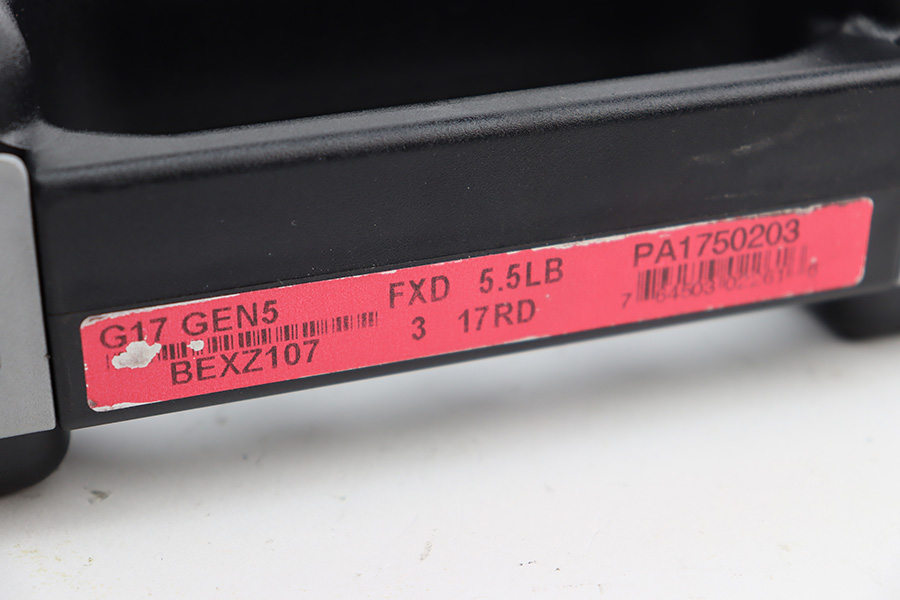 G17 GEN5
BEXZ107
FXD 5.5LB
3 17RD
PA1750203